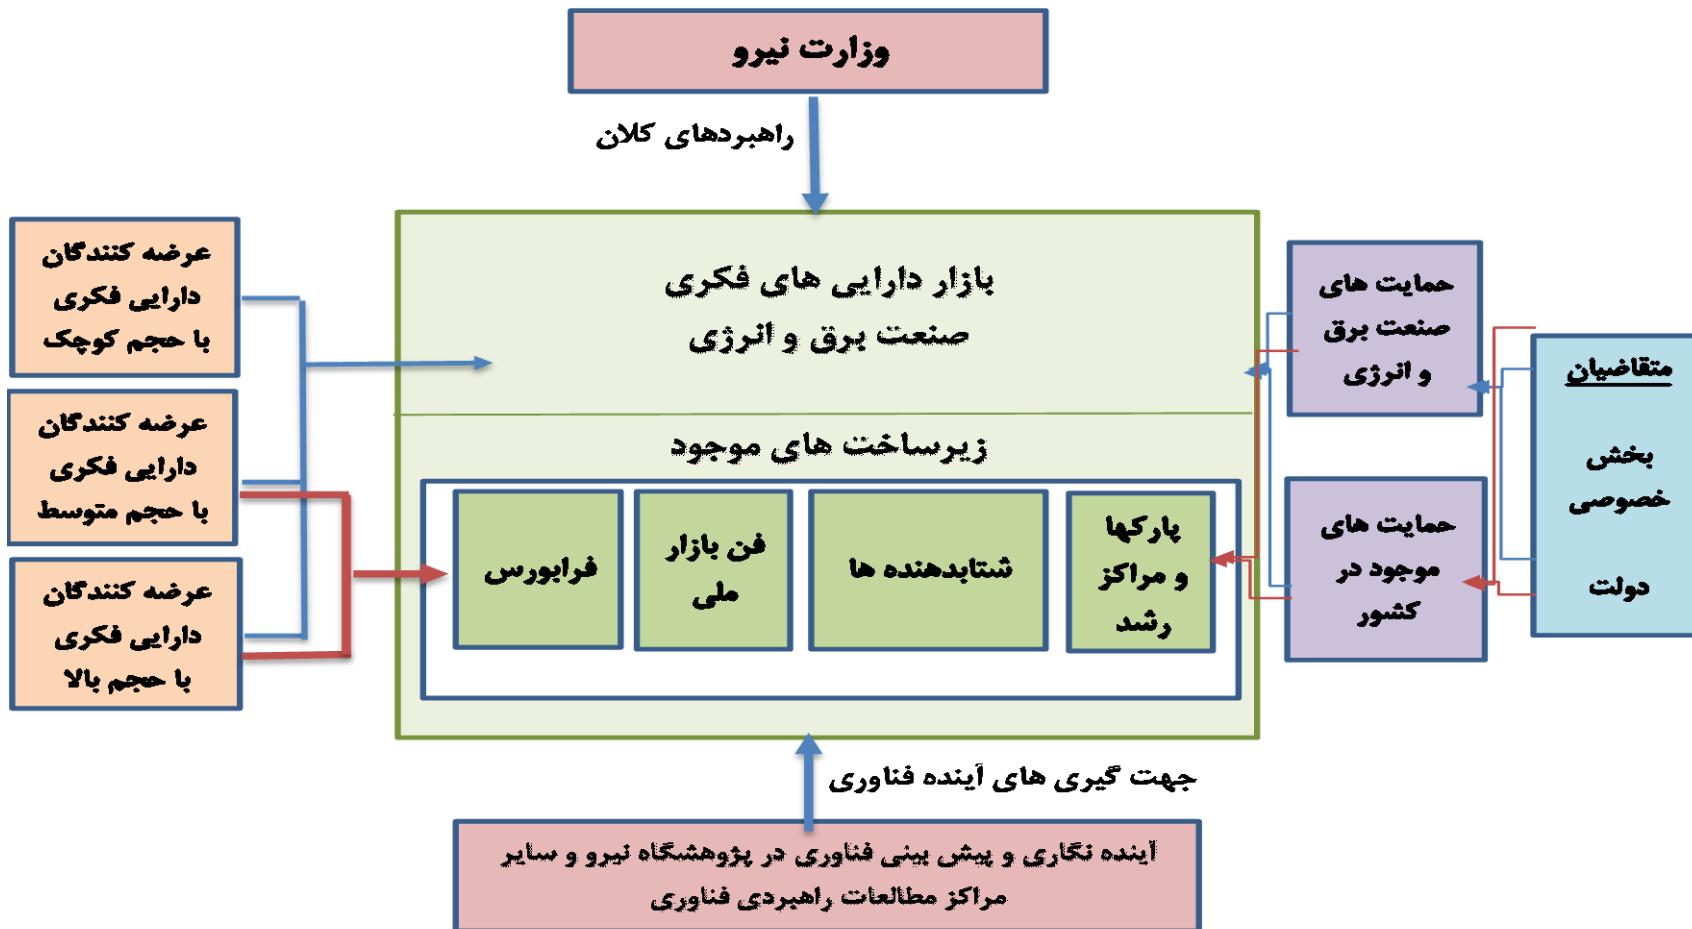 وزارت نیرو
راهبردهای کلان
عرضه کنندگان
دارایی فکری
با حجم کوچک
عرضه کنندگان
دارایی فکری
با حجم متوسط
عرضه کنندگان
دارایی فکری
با حجم بالا
بازار دارایی های فکری
صنعت برق و انرژی
زیرساخت های موجود
پارکها
و مراکز
رشد
شتابدهنده ها
فن بازار
ملی
فرابورس
حمایت های
صنعت برق
و انرژی
حمایت های
موجود در
کشور
متقاضیان
بخش
خصوصی
دولت
جهت گیری های آینده فناوری
آینده نگاری و پیش بینی فناوری در پژوهشگاه نیرو و سایر
مراکز مطالعات راهبردی فناوری